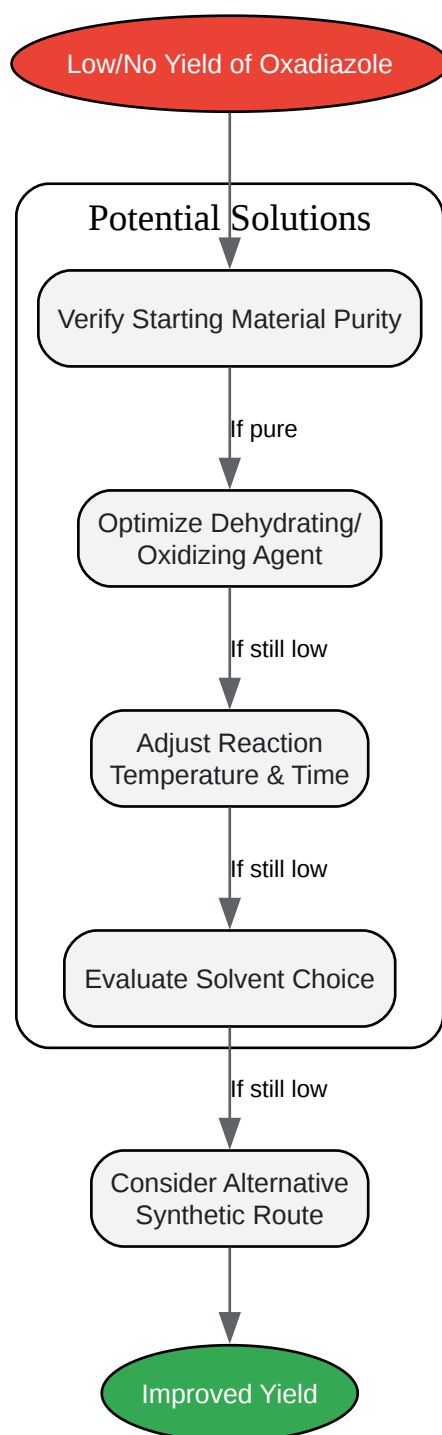 Low/No Yield of Oxadiazole
Potential Solutions
Verify Starting Material Purity
If pure
Optimize Dehydrating/
Oxidizing Agent
If still low
Adjust Reaction
Temperature & Time
If still low
Evaluate Solvent Choice
If still low
Consider Alternative
Synthetic Route
Improved Yield